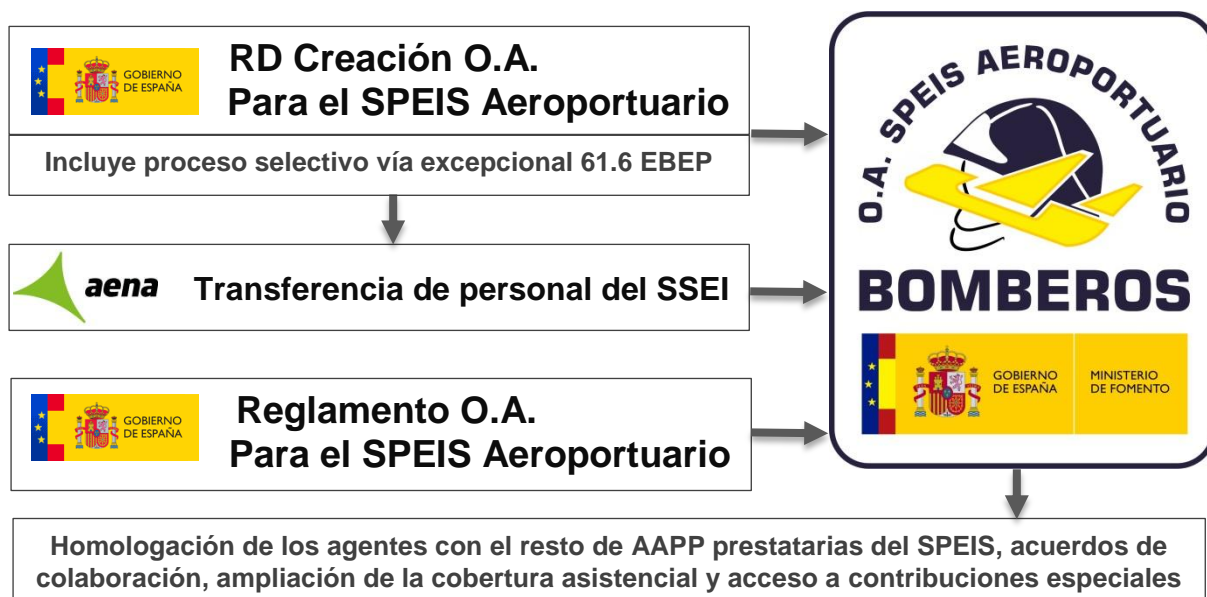 GOBIERNO
DE ESPAÑA
RD Creación O.A.
Para el SPEIS Aeroportuario
Incluye proceso selectivo vía excepcional 61.6 EBEP
aena
Transferencia de personal del SSEI
GOBIERNO
DE ESPAÑA
Reglamento O.A.
Para el SPEIS Aeroportuario
O.A. SPEIS AEROPORTUARIO
BOMBEROS
GOBIERNO
DE ESPAÑA
MINISTERIO
DE FOMENTO
Homologación de los agentes con el resto de AAPP prestatarias del SPEIS, acuerdos de
colaboración, ampliación de la cobertura asistencial y acceso a contribuciones especiales